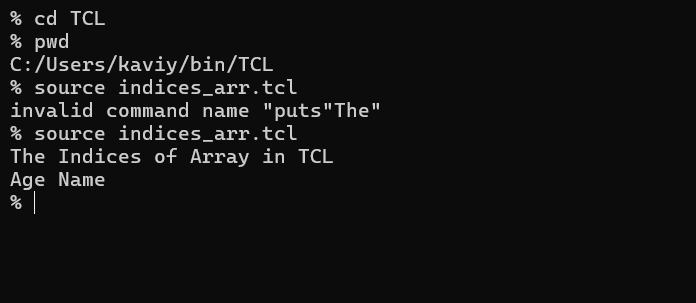 % cd TCL
% pwd
C:/Users/kaviy/bin/TCL
% source indices_arr.tcl
invalid command name "puts"The"
% source indices_arr.tcl
The Indices of Array in TCL
Age Name
%